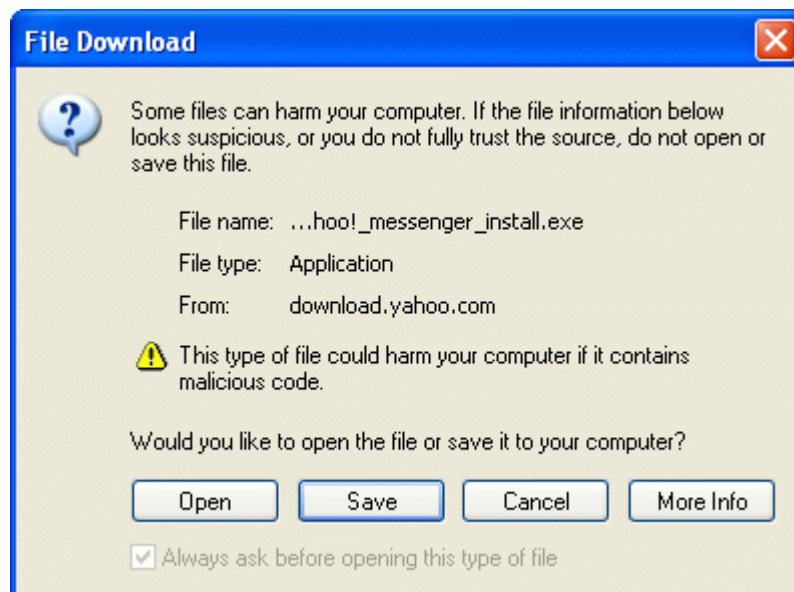 File Download
Some files can harm your computer. If the file information below
looks suspicious, or you do not fully trust the source, do not open or
save this file.
File name: ...hoo!_messenger_install.exe
File type: Application
From: download.yahoo.com
This type of file could harm your computer if it contains
malicious code.
Would you like to open the file or save it to your computer?
Open Save Cancel More Info
Always ask before opening this type of file